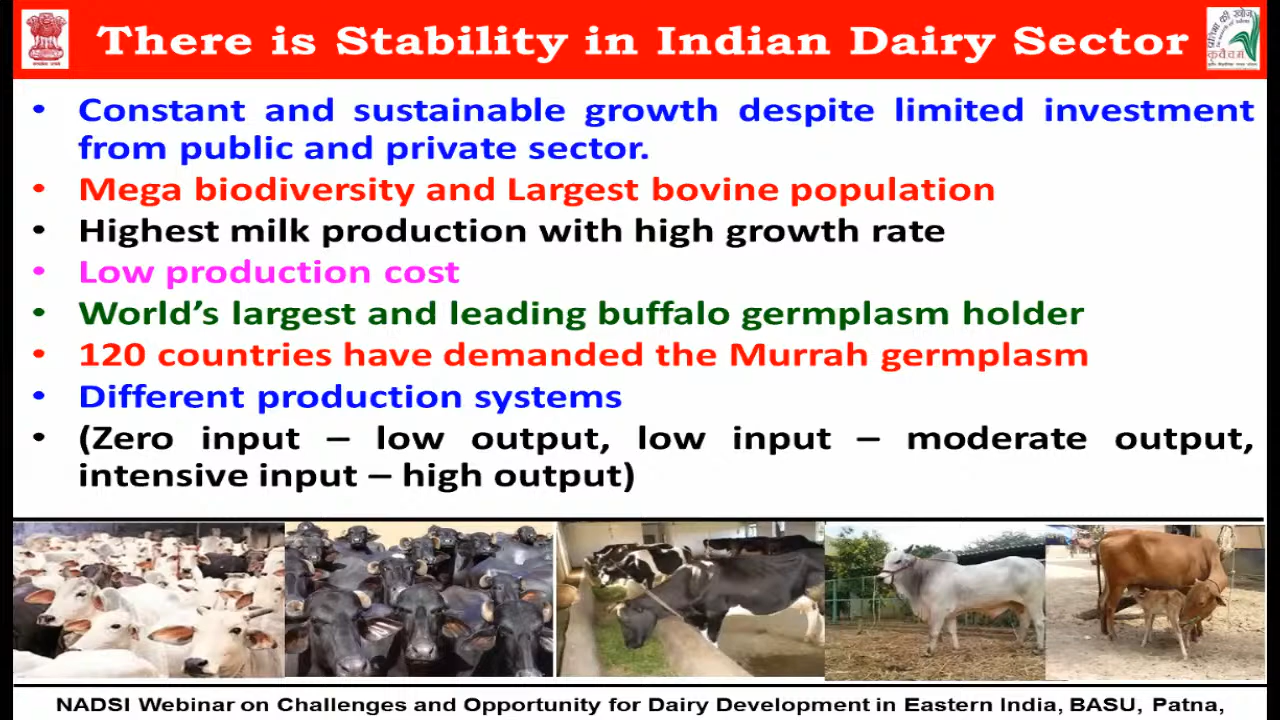 There is Stability in Indian Dairy Sector
• Constant and sustainable growth despite limited investment
from public and private sector.
• Mega biodiversity and Largest bovine population
• Highest milk production with high growth rate
• Low production cost
• World’s largest and leading buffalo germplasm holder
• 120 countries have demanded the Murrah germplasm
• Different production systems
• (Zero input – low output, low input – moderate output,
intensive input – high output)
NADSI Webinar on Challenges and Opportunity for Dairy Development in Eastern India, BASU, Patna,